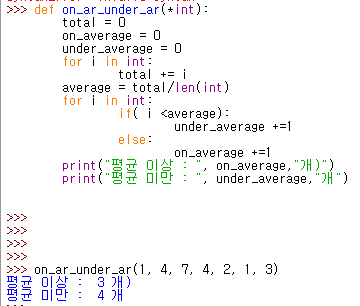 >>> def on_ar_under_ar(*int):
total = 0
on_average = 0
under_average = 0
for i in int:
total += i
average = total/len(int)
for i in int:
if( i <average):
under_average +=1
else:
on_average +=1
print("평균 이상 : ", on_average,"개)")
print("평균 미만 : ", under_average,"개")
>>>
>>>
>>>
>>>
>>> on_ar_under_ar(1, 4, 7, 4, 2, 1, 3)
평균 이상 :  3 개)
평균 미만 :  4 개